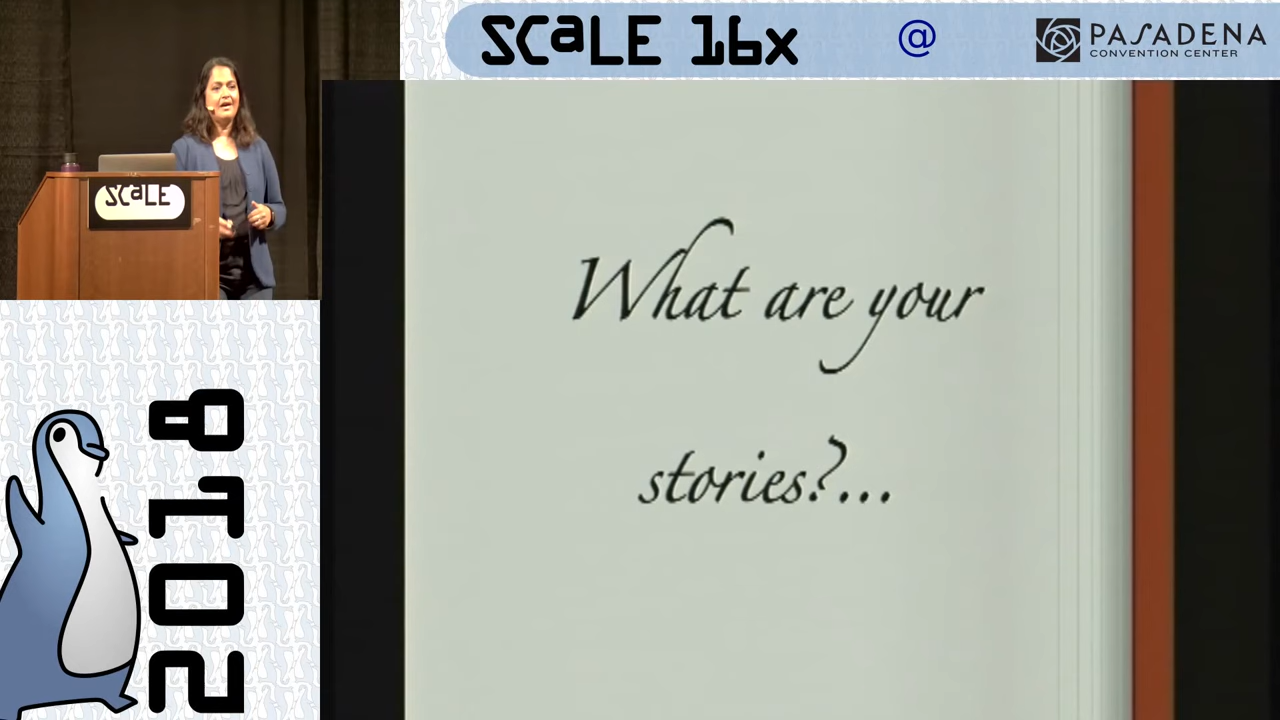 SCALE 16x @ PASADENA
CONVENTION CENTER
SCALE
What are your
stories?...
2018